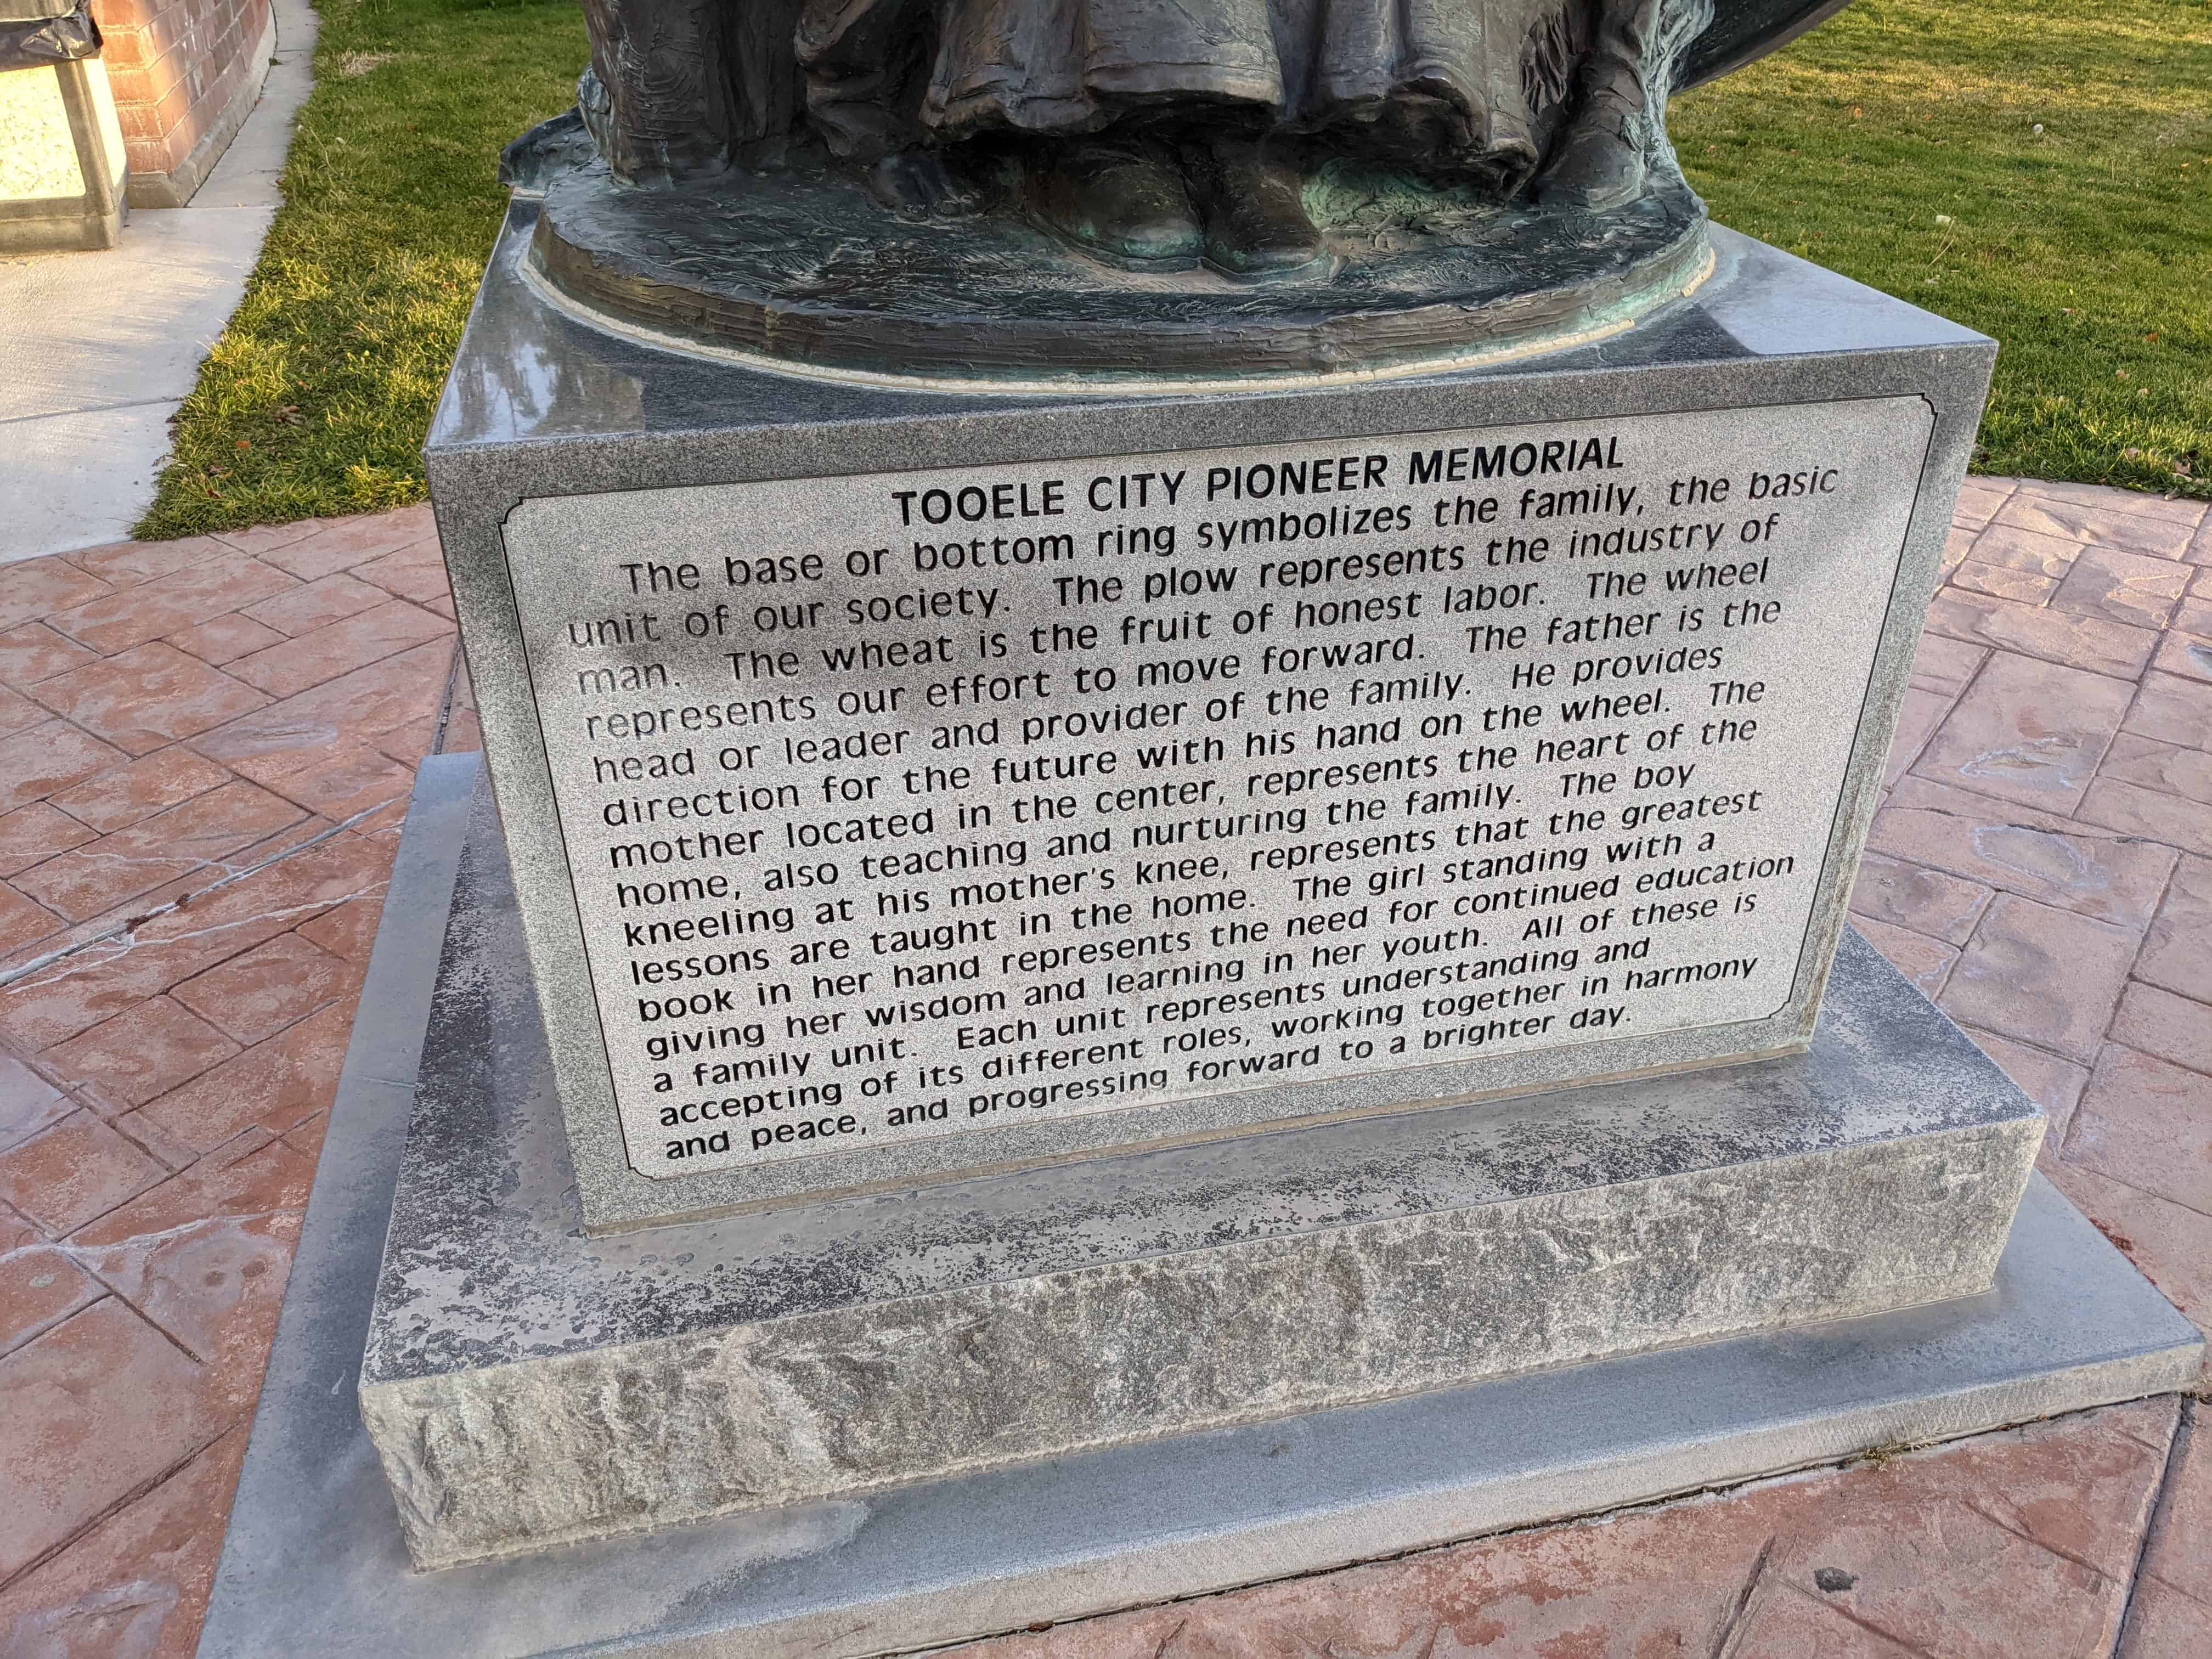 TOOELE CITY PIONEER MEMORIAL
The base or bottom ring symbolizes the family, the basic
unit of our society. The plow represents the industry of
man. The wheat is the fruit of honest labor. The wheel
represents our effort to move forward. The father is the
head or leader and provider of the family. He provides
direction for the future with his hand on the wheel. The
mother located in the center, represents the heart of the
home, also teaching and nurturing the family. The boy
kneeling at his mother's knee, represents that the greatest
lessons are taught in the home. The girl standing with a
book in her hand represents the need for continued education
giving her wisdom and learning in her youth. All of these is
a family unit. Each unit represents understanding and
accepting of its different roles, working together in harmony
and peace, and progressing forward to a brighter day.